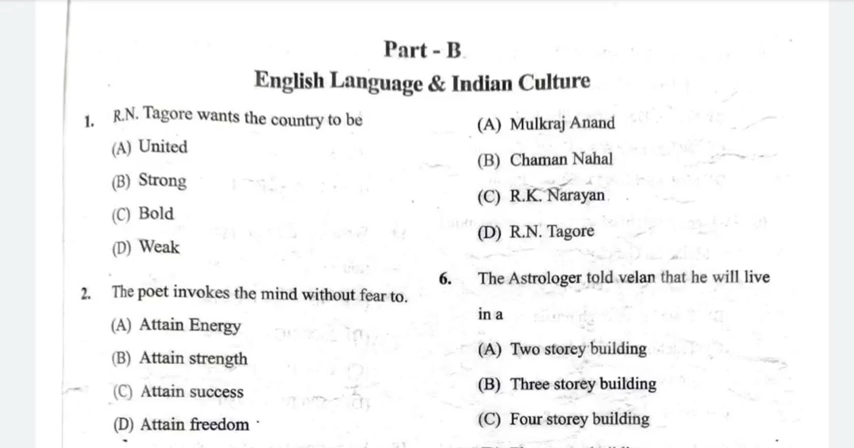 Part - B
English Language & Indian Culture
1. R.N. Tagore wants the country to be
(A) United
(B) Strong
(C) Bold
(D) Weak
2. The poet invokes the mind without fear to.
(A) Attain Energy
(B) Attain strength
(C) Attain success
(D) Attain freedom
(A) Mulkraj Anand
(B) Chaman Nahal
(C) R.K. Narayan
(D) R.N. Tagore
6. The Astrologer told velan that he will live
in a
(A) Two storey building
(B) Three storey building
(C) Four storey building